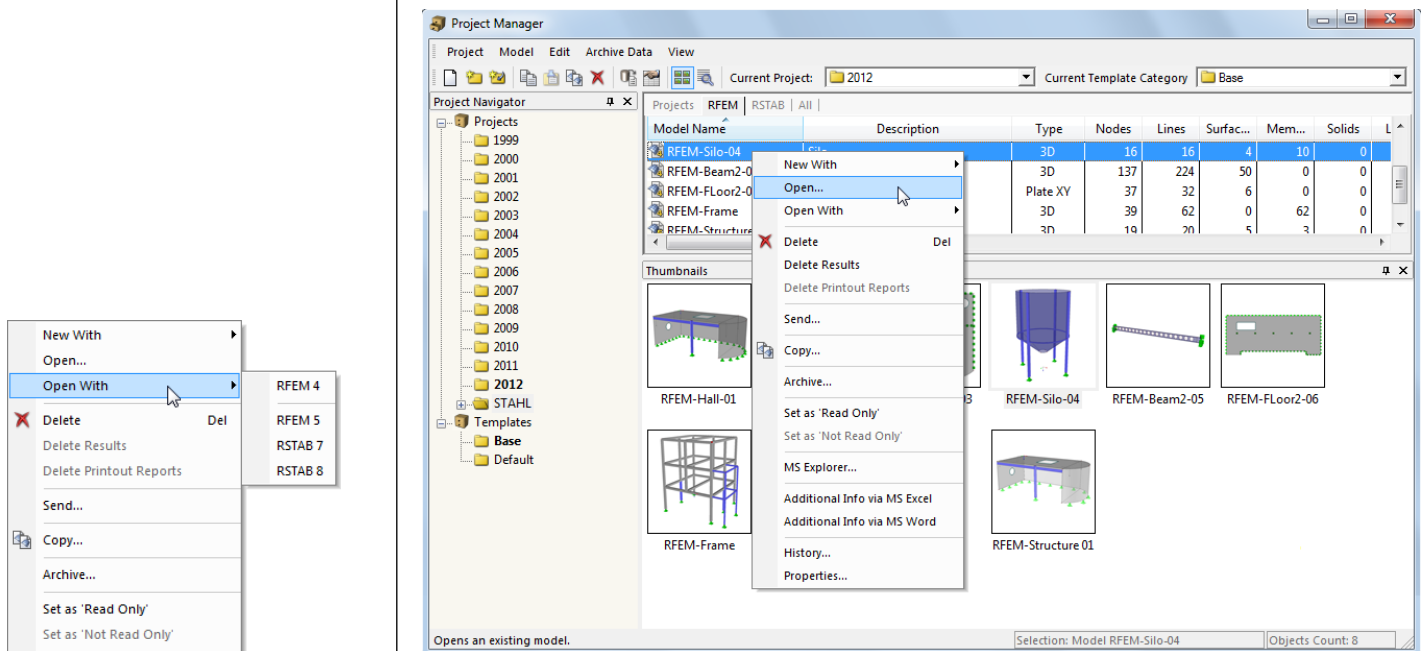 New With
Open...
Open With
RFEM 4
Delete Del
RFEM 5
Delete Results
RSTAB 7
Delete Printout Reports
RSTAB 8
Send...
Copy...
Archive...
Set as 'Read Only'
Set as 'Not Read Only'
Project Manager
Project Model Edit Archive Data View
Current Project: 2012 Current Template Category Base
Project Navigator
Projects
1999
2000
2001
2002
2003
2004
2005
2006
2007
2008
2009
2010
2011
2012
STAHL
Templates
Base
Default
Projects RFEM RSTAB All
Model Name Description Type Nodes Lines Surfac... Mem... Solids L
RFEM-Silo-04 Silo 3D 16 16 4 10 0
RFEM-Beam2-0 3D 137 224 50 0 0
RFEM-FLoor2-0 Plate XY 37 32 6 0 0
RFEM-Frame 3D 39 62 0 62 0
RFEM-Structure 3D 19 20 5 3 0
New With
Open...
Open With
Delete Del
Delete Results
Delete Printout Reports
Send...
Copy...
Archive...
Set as 'Read Only'
Set as 'Not Read Only'
MS Explorer...
Additional Info via MS Excel
Additional Info via MS Word
History...
Properties...
Thumbnails
RFEM-Hall-01
3
RFEM-Silo-04
RFEM-Beam2-05
RFEM-FLoor2-06
RFEM-Frame
RFEM-Structure 01
Opens an existing model.
Selection: Model RFEM-Silo-04
Objects Count: 8